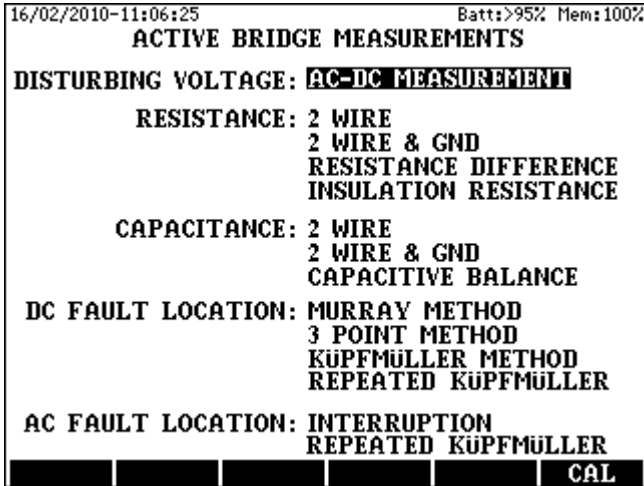 16/02/2010-11:06:25 Batt:>95% Mem:100%
ACTIVE BRIDGE MEASUREMENTS
DISTURBING VOLTAGE: AC-DC MEASUREMENT
RESISTANCE: 2 WIRE
2 WIRE & GND
RESISTANCE DIFFERENCE
INSULATION RESISTANCE
CAPACITANCE: 2 WIRE
2 WIRE & GND
CAPACITIVE BALANCE
DC FAULT LOCATION: MURRAY METHOD
3 POINT METHOD
KüPFMüLLER METHOD
REPEATED KüPFMüLLER
AC FAULT LOCATION: INTERRUPTION
REPEATED KüPFMüLLER
CAL